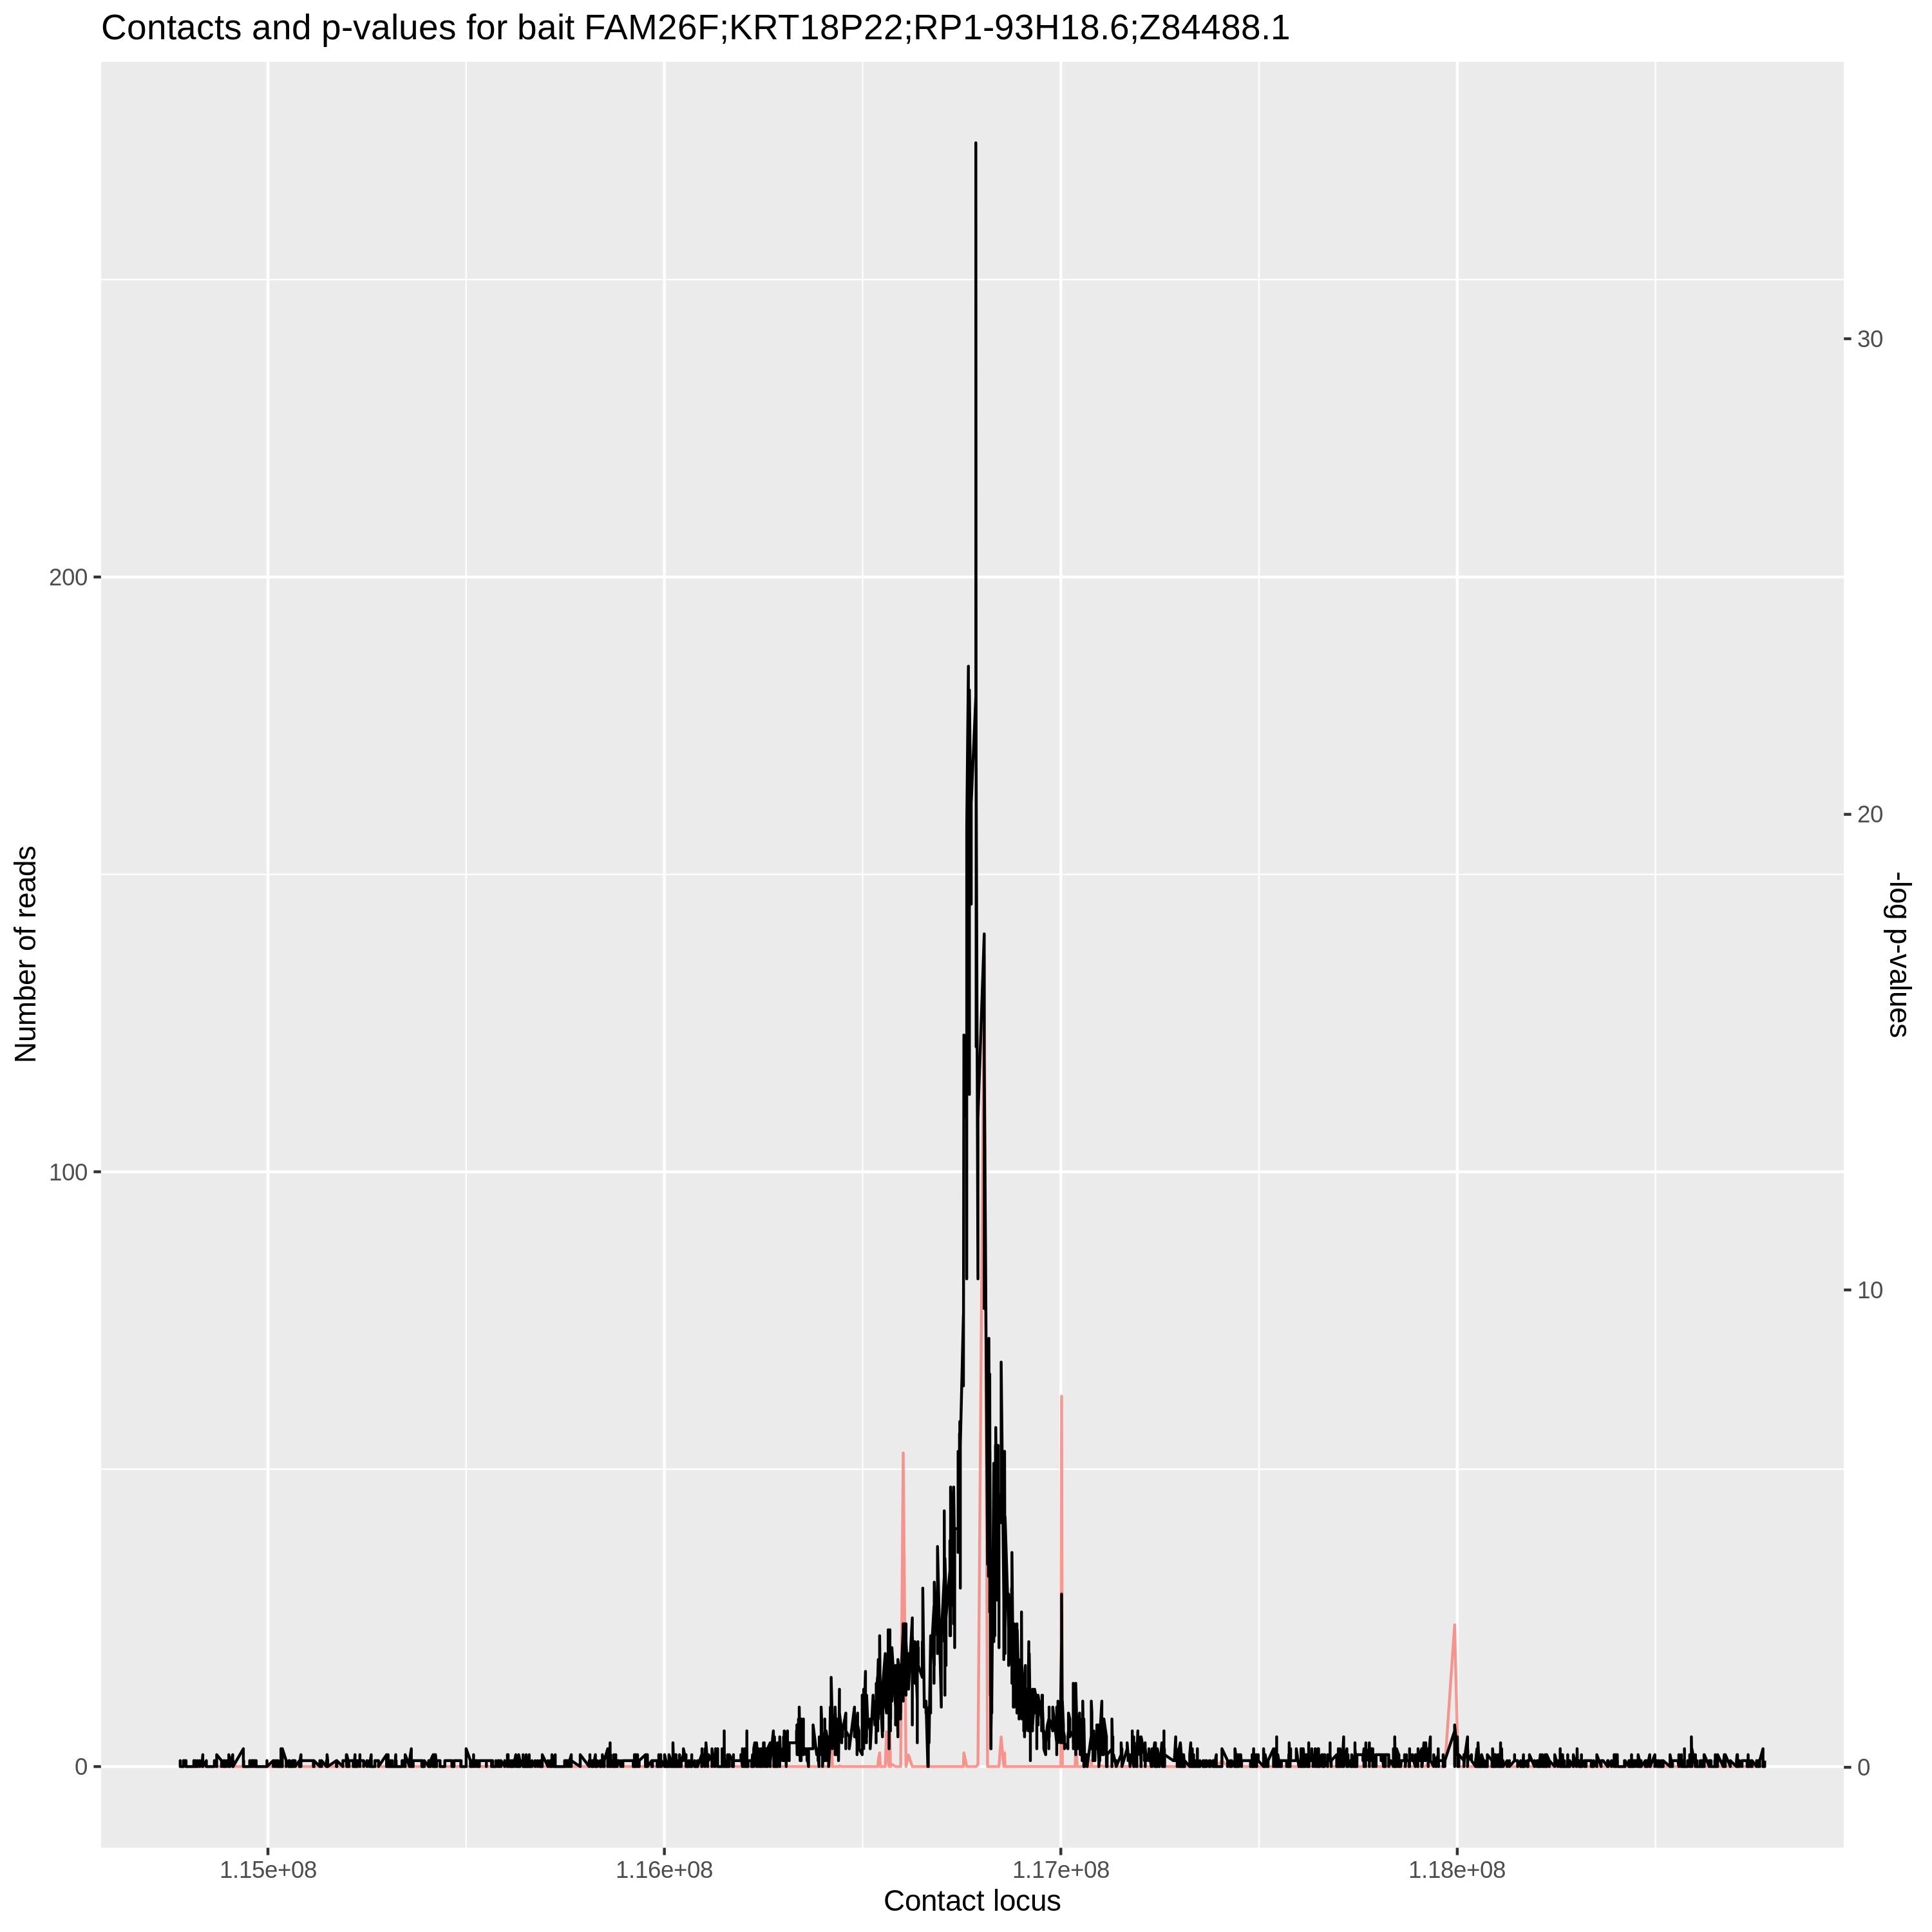 Contacts and p-values for bait FAM26F;KRT18P22;RP1-93H18.6;Z84488.1
Number of reads
200
100
0
30
20
10
0
-log p-values
1.15e+08 1.16e+08 1.17e+08 1.18e+08
Contact locus